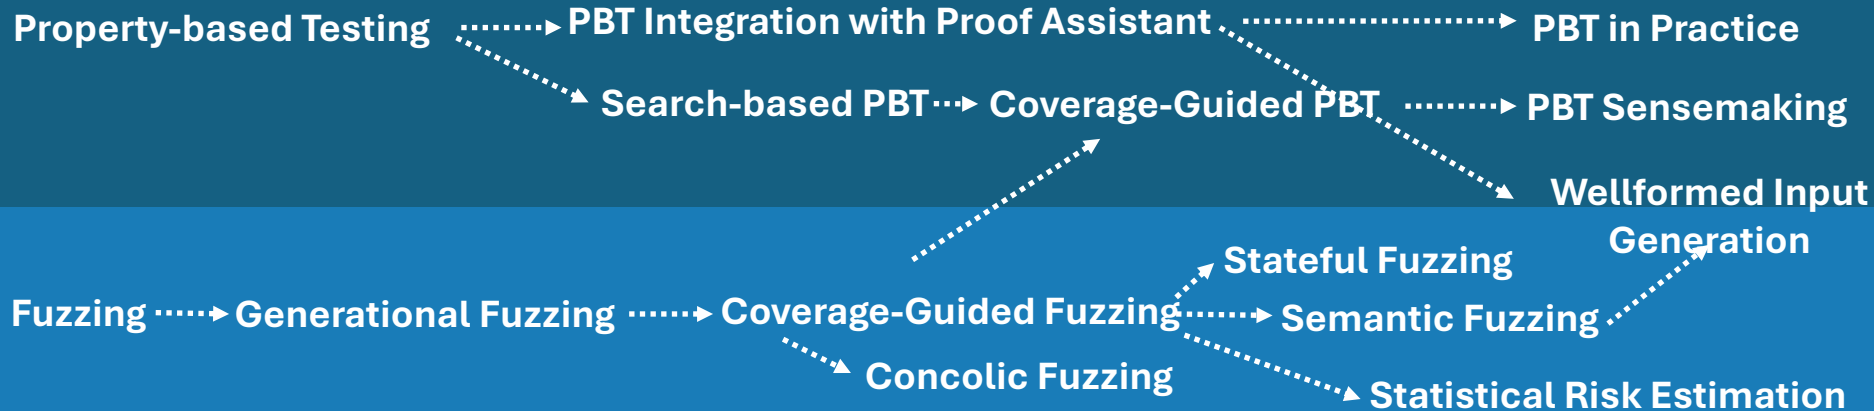 Property-based Testing
PBT Integration with Proof Assistant
PBT in Practice
Search-based PBT
Coverage-Guided PBT
PBT Sensemaking
Wellformed Input
Generation
Stateful Fuzzing
Fuzzing
Generational Fuzzing
Coverage-Guided Fuzzing
Semantic Fuzzing
Concolic Fuzzing
Statistical Risk Estimation